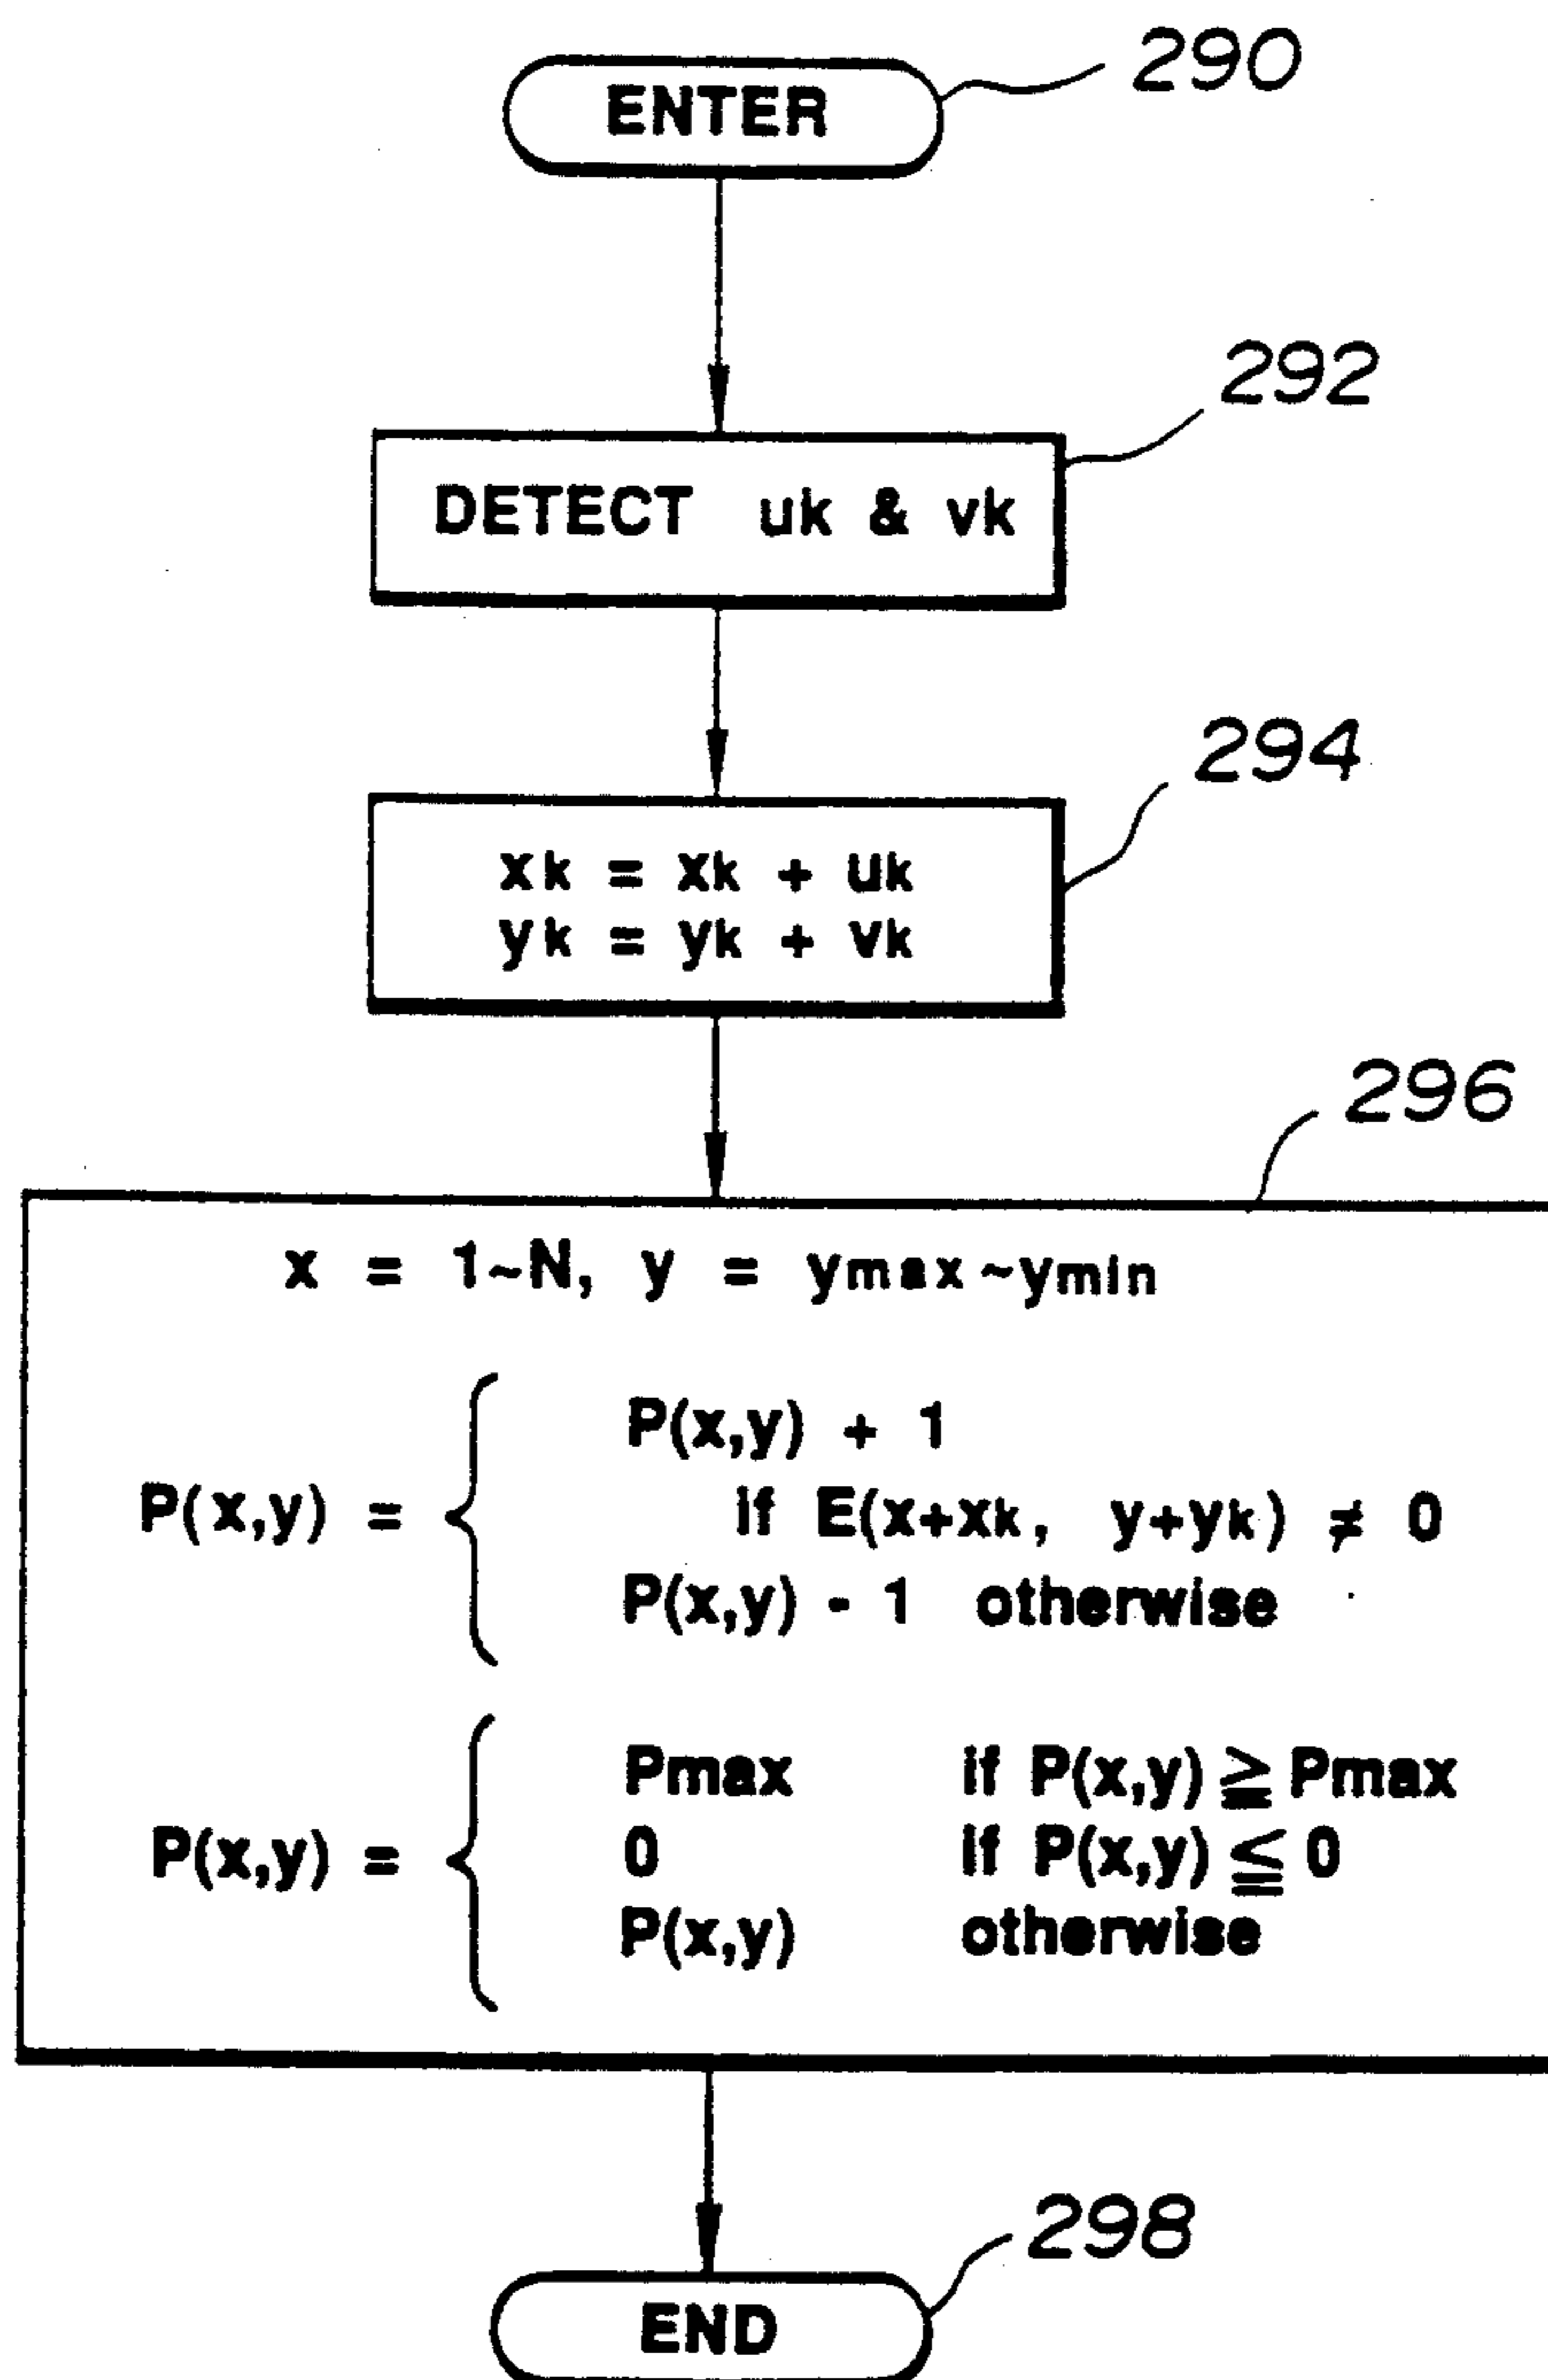 290
ENTER
292
DETECT uk & vk
294
xk = xk + uk
yk = yk + vk
296
x = 1~N, y = ymax~ymin
P(x,y) + 1
P(x,y) = if E(x+xk, y+yk) ≠ 0
P(x,y) - 1 otherwise
Pmax if P(x,y) ≧ Pmax
P(x,y) = 0 if P(x,y) ≦ 0
P(x,y) otherwise
298
END